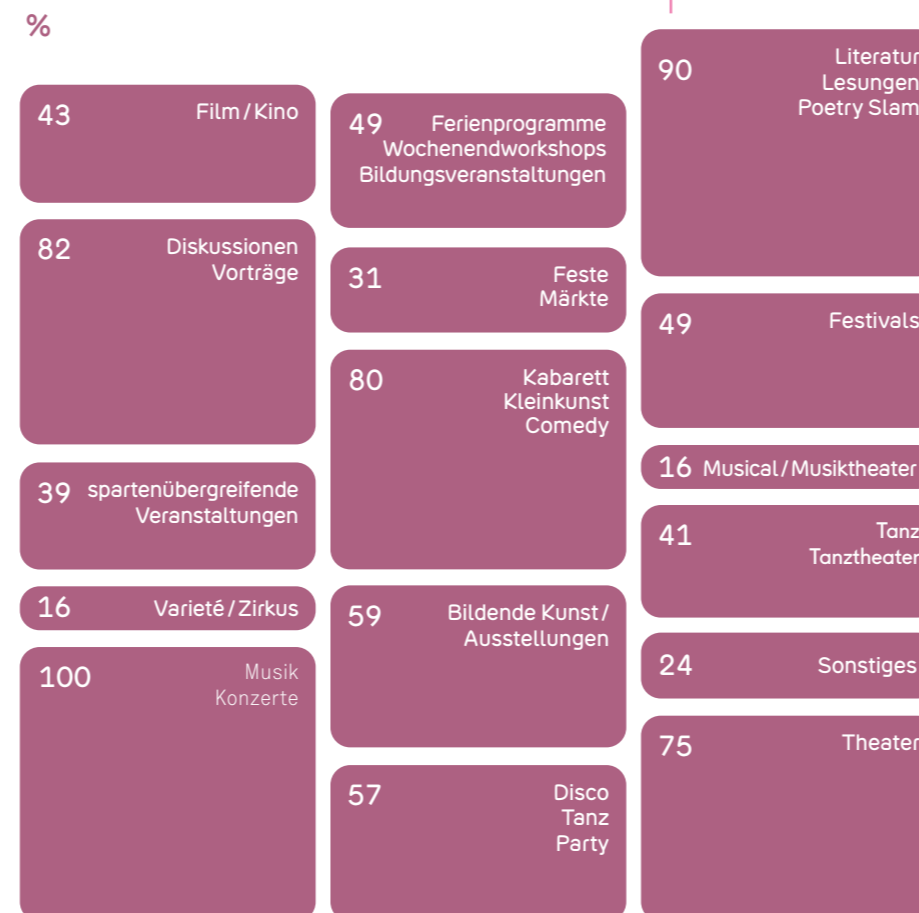 %
43 Film / Kino
82 Diskussionen
Vorträge
39 spartenübergreifende
Veranstaltungen
16 Varieté / Zirkus
100 Musik
Konzerte
49 Ferienprogramme
Wochenendworkshops
Bildungsveranstaltungen
31 Feste
Märkte
80 Kabarett
Kleinkunst
Comedy
59 Bildende Kunst /
Ausstellungen
57 Disco
Tanz
Party
90 Literatur
Lesungen
Poetry Slam
49 Festivals
16 Musical / Musiktheater
41 Tanz
Tanztheater
24 Sonstiges
75 Theater